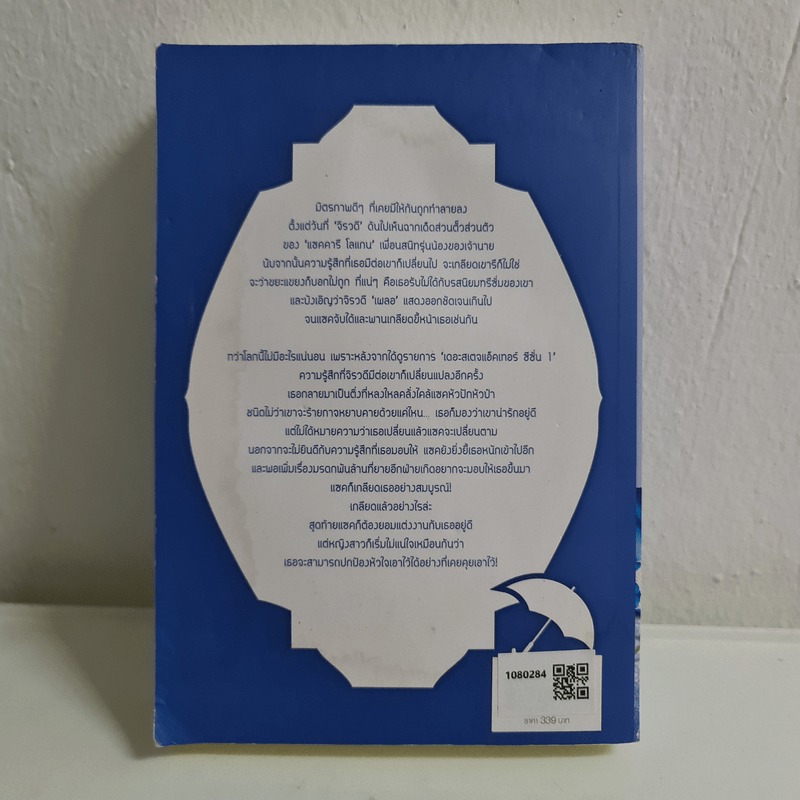 มิตรภาพดีๆ ที่เคยมีให้กันถูกทำลายลง
ตั้งแต่วันที่ 'จิรวดี' ดันไปเห็นฉากเด็ดส่วนตั๊วส่วนตัว
ของ 'แซคคารี โลแกน' เพื่อนสนิทรุ่นน้องของเจ้านาย
นับจากนั้นความรู้สึกที่เธอมีต่อเขาก็เปลี่ยนไป จะเกลียดเขารึก็ไม่ใช่
จะว่าขยะแขยงก็บอกไม่ถูก ที่แน่ๆ คือเธอรับไม่ได้กับรสนิยมทรีซั่มของเขา
และบังเอิญว่าจิรวดี 'เผลอ' แสดงออกชัดเจนเกินไป
จนแซคจับได้และพานเกลียดขี้หน้าเธอเช่นกัน
ทว่าโลกนี้ไม่มีอะไรแน่นอน เพราะหลังจากได้ดูรายการ 'เดอะสเตจแอ็คเทอร์ ซีซั่น 1'
ความรู้สึกที่จิรวดีมีต่อเขาก็เปลี่ยนแปลงอีกครั้ง
เธอกลายมาเป็นติ่งที่หลงใหลคลั่งไคล้แซคหัวปักหัวปำ
ชนิดไม่ว่าเขาจะร้ายกาจหยาบคายด้วยแค่ไหน... เธอก็มองว่าเขาน่ารักอยู่ดี
แต่ไม่ได้หมายความว่าเธอเปลี่ยนแล้วแซคจะเปลี่ยนตาม
นอกจากจะไม่ยินดีกับความรู้สึกที่เธอมอบให้ แซคยังยิ่งยี้เธอหนักเข้าไปอีก
และพอเพิ่มเรื่องมรดกพันล้านที่ยายอีกฝ่ายเกิดอยากจะมอบให้เธอขึ้นมา
แซคก็เกลียดเธออย่างสมบูรณ์!
เกลียดแล้วอย่างไรล่ะ
สุดท้ายแซคก็ต้องยอมแต่งงานกับเธออยู่ดี
แต่หญิงสาวก็เริ่มไม่แน่ใจเหมือนกันว่า
เธอจะสามารถปกป้องหัวใจเอาไว้ได้อย่างที่เคยคุยเอาไว้!
1080284
ราคา 339 บาท